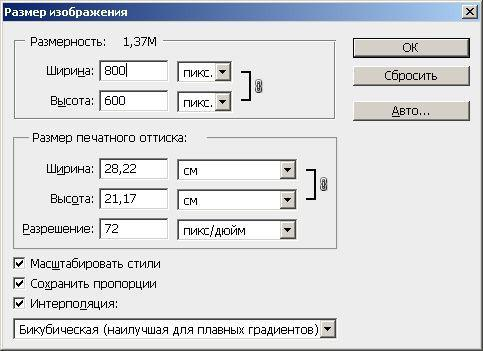 Размер изображения
Размерность: 1,37M
Ширина: 800 пикс.
Высота: 600 пикс.
Размер печатного оттиска:
Ширина: 28,22 см
Высота: 21,17 см
Разрешение: 72 пикс/дюйм
Масштабировать стили
Сохранить пропорции
Интерполяция:
Бикубическая (наилучшая для плавных градиентов)
ОК
Сбросить
Авто...